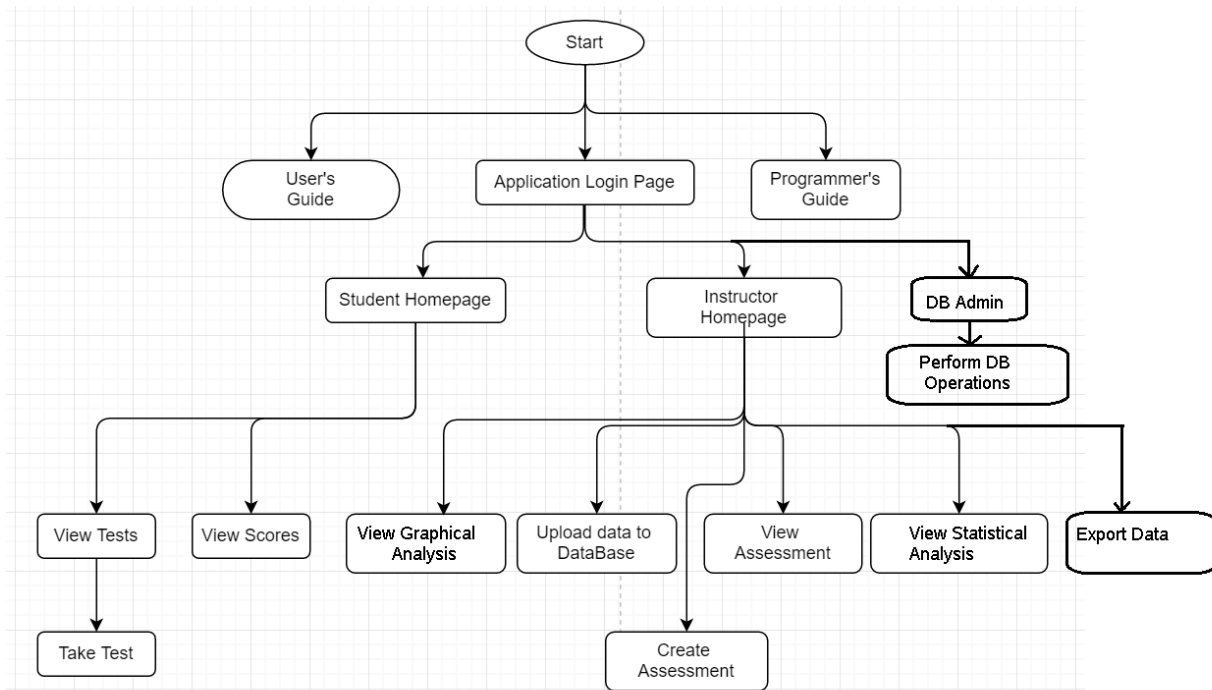 Start
User's
Guide
Application Login Page
Programmer's
Guide
Student Homepage
Instructor
Homepage
DB Admin
Perform DB
Operations
View Tests
View Scores
View Graphical
Analysis
Upload data to
DataBase
View
Assessment
View Statistical
Analysis
Export Data
Take Test
Create
Assessment